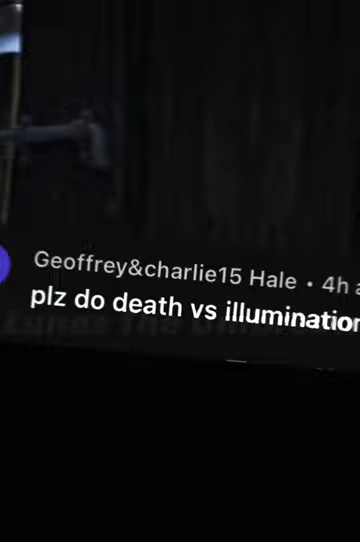 Geoffrey&charlie15 Hale • 4h a
plz do death vs illumination